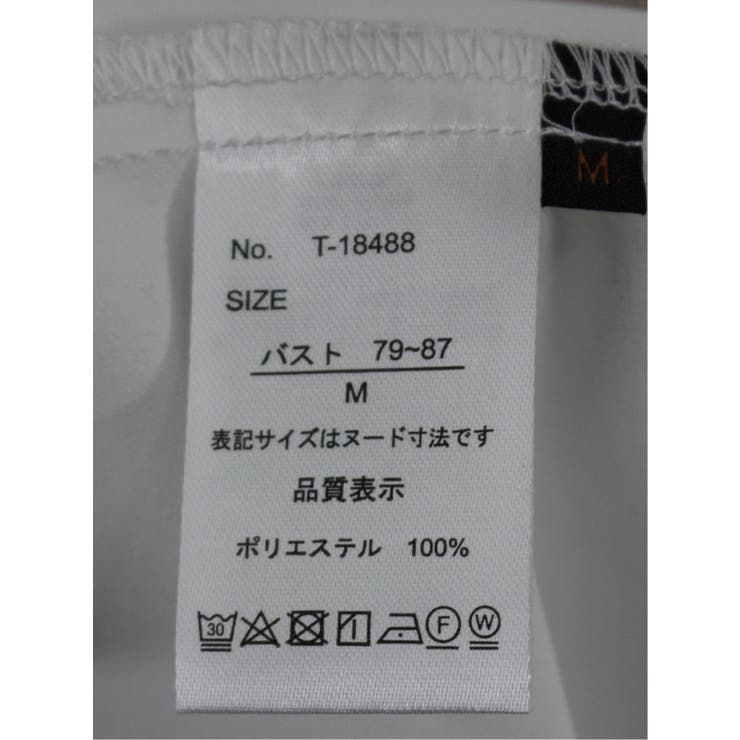 M
No. T-18488
SIZE
バスト 79~87
M
表記サイズはヌード寸法です
品質表示
ポリエステル 100%
30 F W